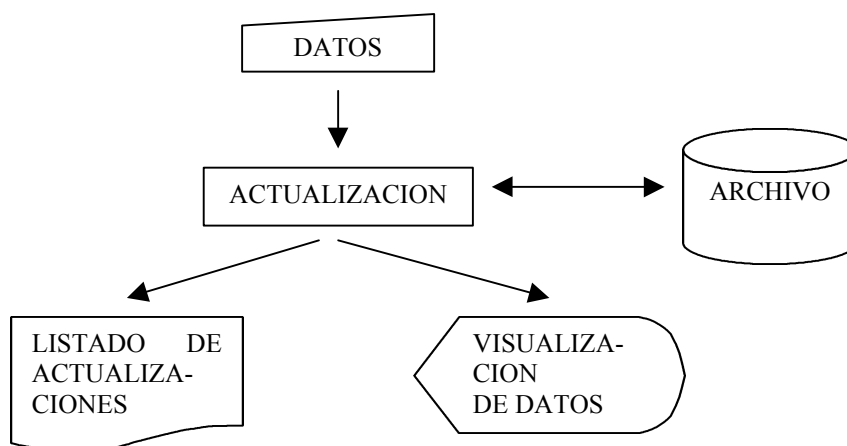 DATOS
ACTUALIZACION
ARCHIVO
LISTADO DE
ACTUALIZA-
CIONES
VISUALIZA-
CION
DE DATOS